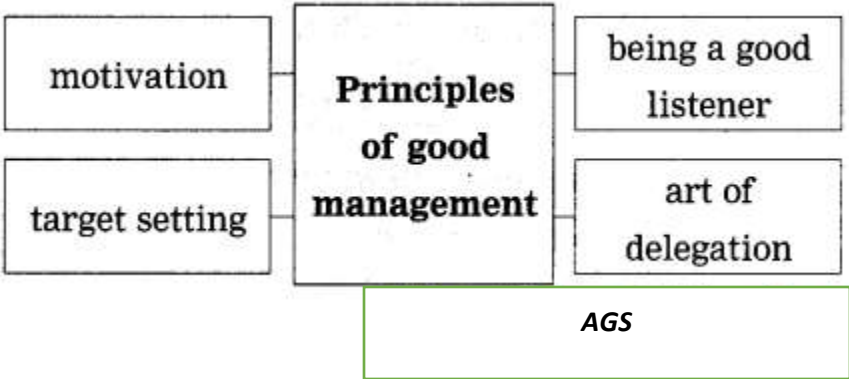 motivation
target setting
Principles
of good
management
being a good
listener
art of
delegation
AGS